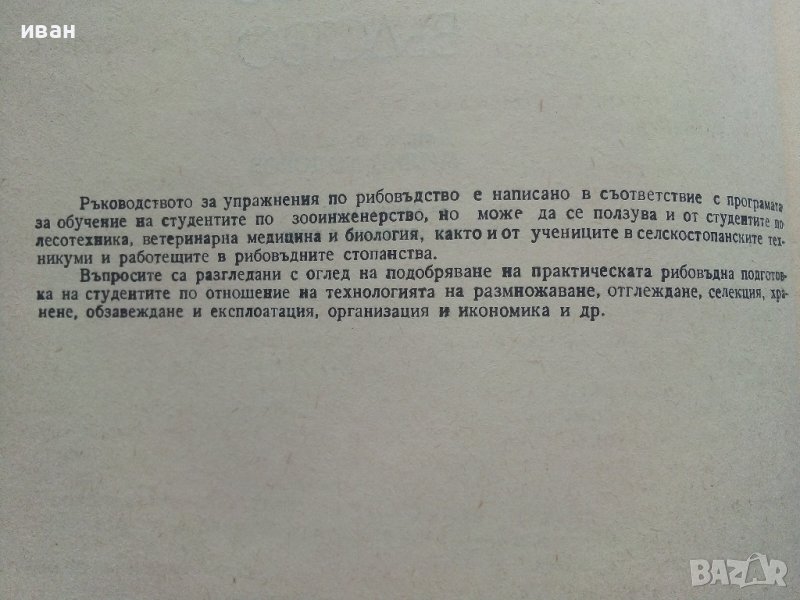 иван
Ръководството за упражнения по рибовъдство е написано в съответствие с програмата
за обучение на студентите по зооинженерство, но може да се ползува и от студентите по
лесотехника, ветеринарна медицина и биология, както и от учениците в селскостопанските тех-
никуми и работещите в рибовъдните стопанства.
Въпросите са разгледани с оглед на подобряване на практическата рибовъдна подготов-
ка на студентите по отношение на технологията на размножаване, отглеждане, селекция, хра-
нене, обзавеждане и експлоатация, организация и икономика и др.
BAZAR